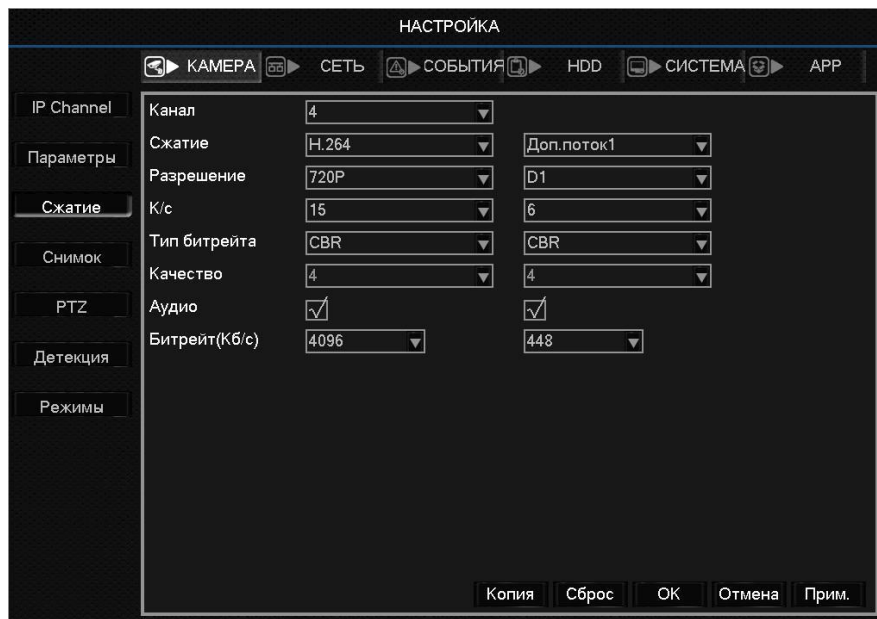 НАСТРОЙКА
КАМЕРА СЕТЬ СОБЫТИЯ HDD СИСТЕМА APP
IP Channel
Параметры
Сжатие
Снимок
PTZ
Детекция
Режимы
Канал 4
Сжатие H.264 Доп.поток1
Разрешение 720P D1
К/с 15 6
Тип битрейта CBR CBR
Качество 4 4
Аудио
Битрейт(Кб/с) 4096 448
Копия Сброс OK Отмена Прим.